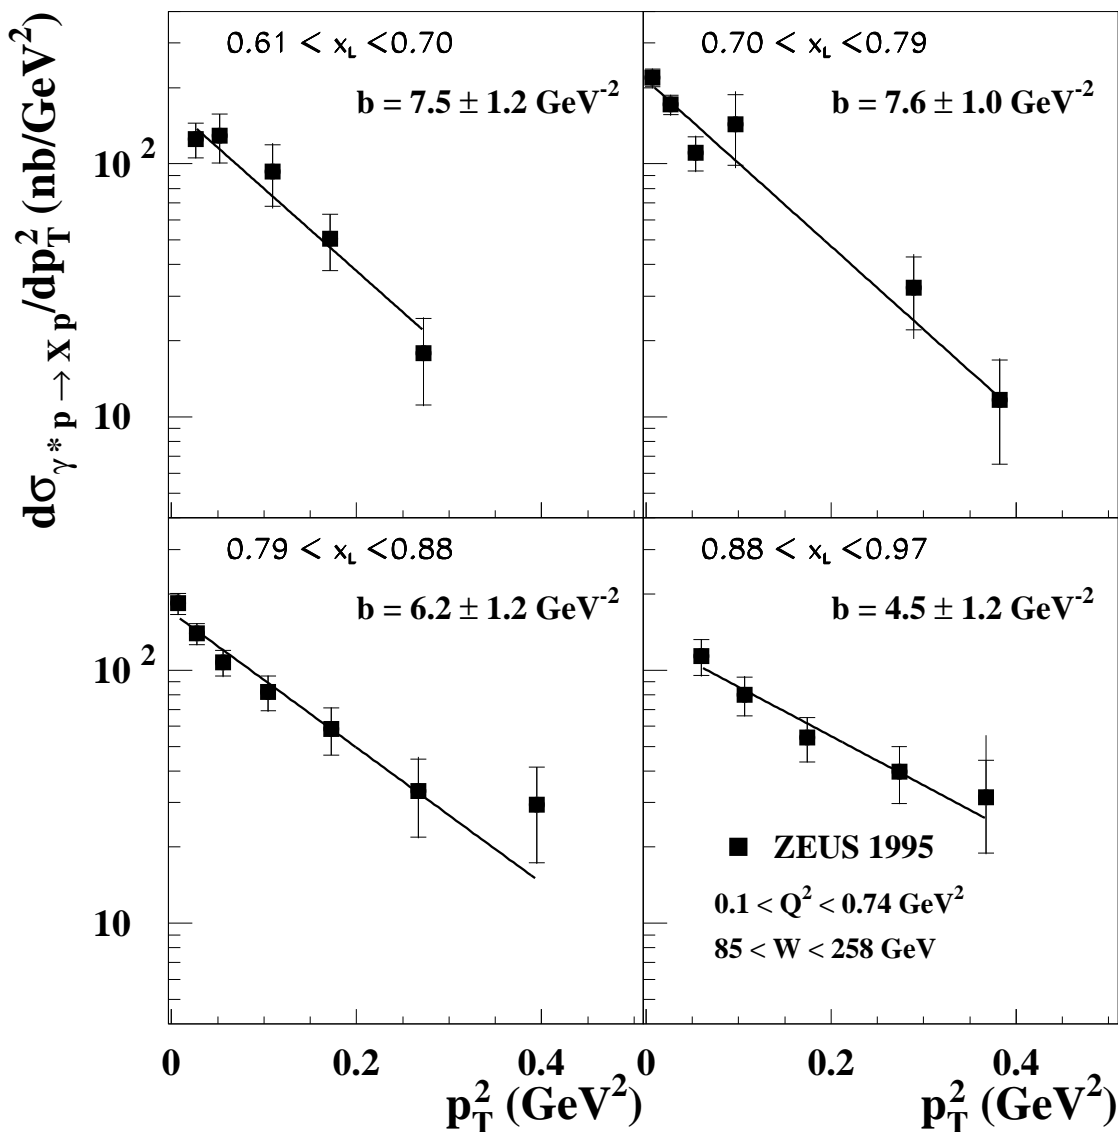 dσγ* p → X p/dp_T^2 (nb/GeV^2)
0.61 < x_L <0.70
b = 7.5 ± 1.2 GeV^-2
10^2
10
0.70 < x_L <0.79
b = 7.6 ± 1.0 GeV^-2
0.79 < x_L <0.88
b = 6.2 ± 1.2 GeV^-2
10^2
10
0.88 < x_L <0.97
b = 4.5 ± 1.2 GeV^-2
ZEUS 1995
0.1 < Q^2 < 0.74 GeV^2
85 < W < 258 GeV
0 0.2 0.4
0 0.2 0.4
p_T^2 (GeV^2)
p_T^2 (GeV^2)